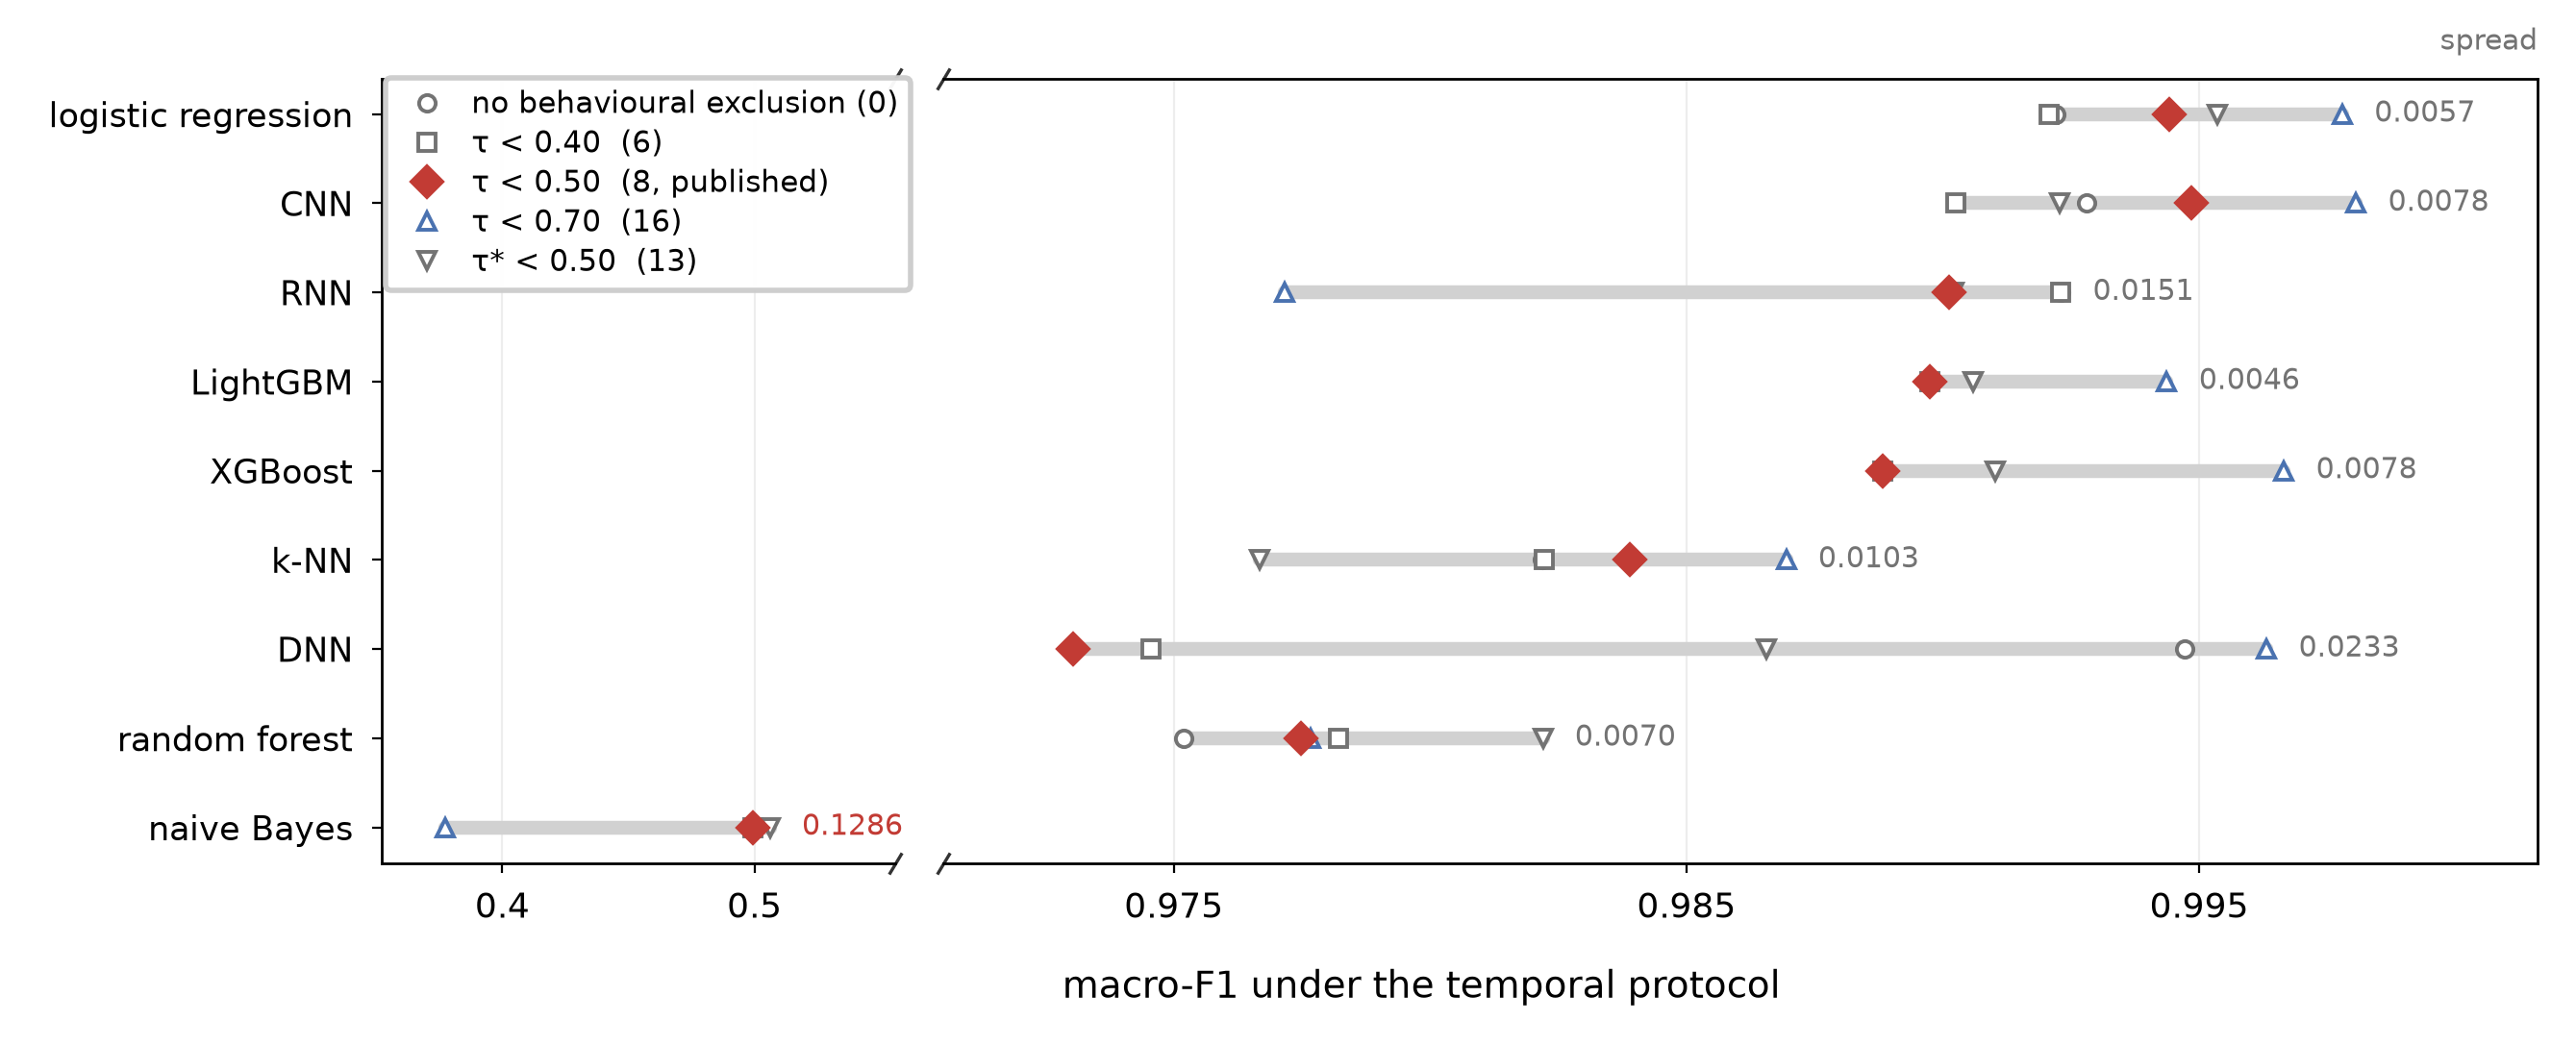 spread
no behavioural exclusion (0)
τ < 0.40 (6)
τ < 0.50 (8, published)
τ < 0.70 (16)
τ* < 0.50 (13)
logistic regression 0.0057
CNN 0.0078
RNN 0.0151
LightGBM 0.0046
XGBoost 0.0078
k-NN 0.0103
DNN 0.0233
random forest 0.0070
naive Bayes 0.1286
0.4 0.5 0.975 0.985 0.995
macro-F1 under the temporal protocol